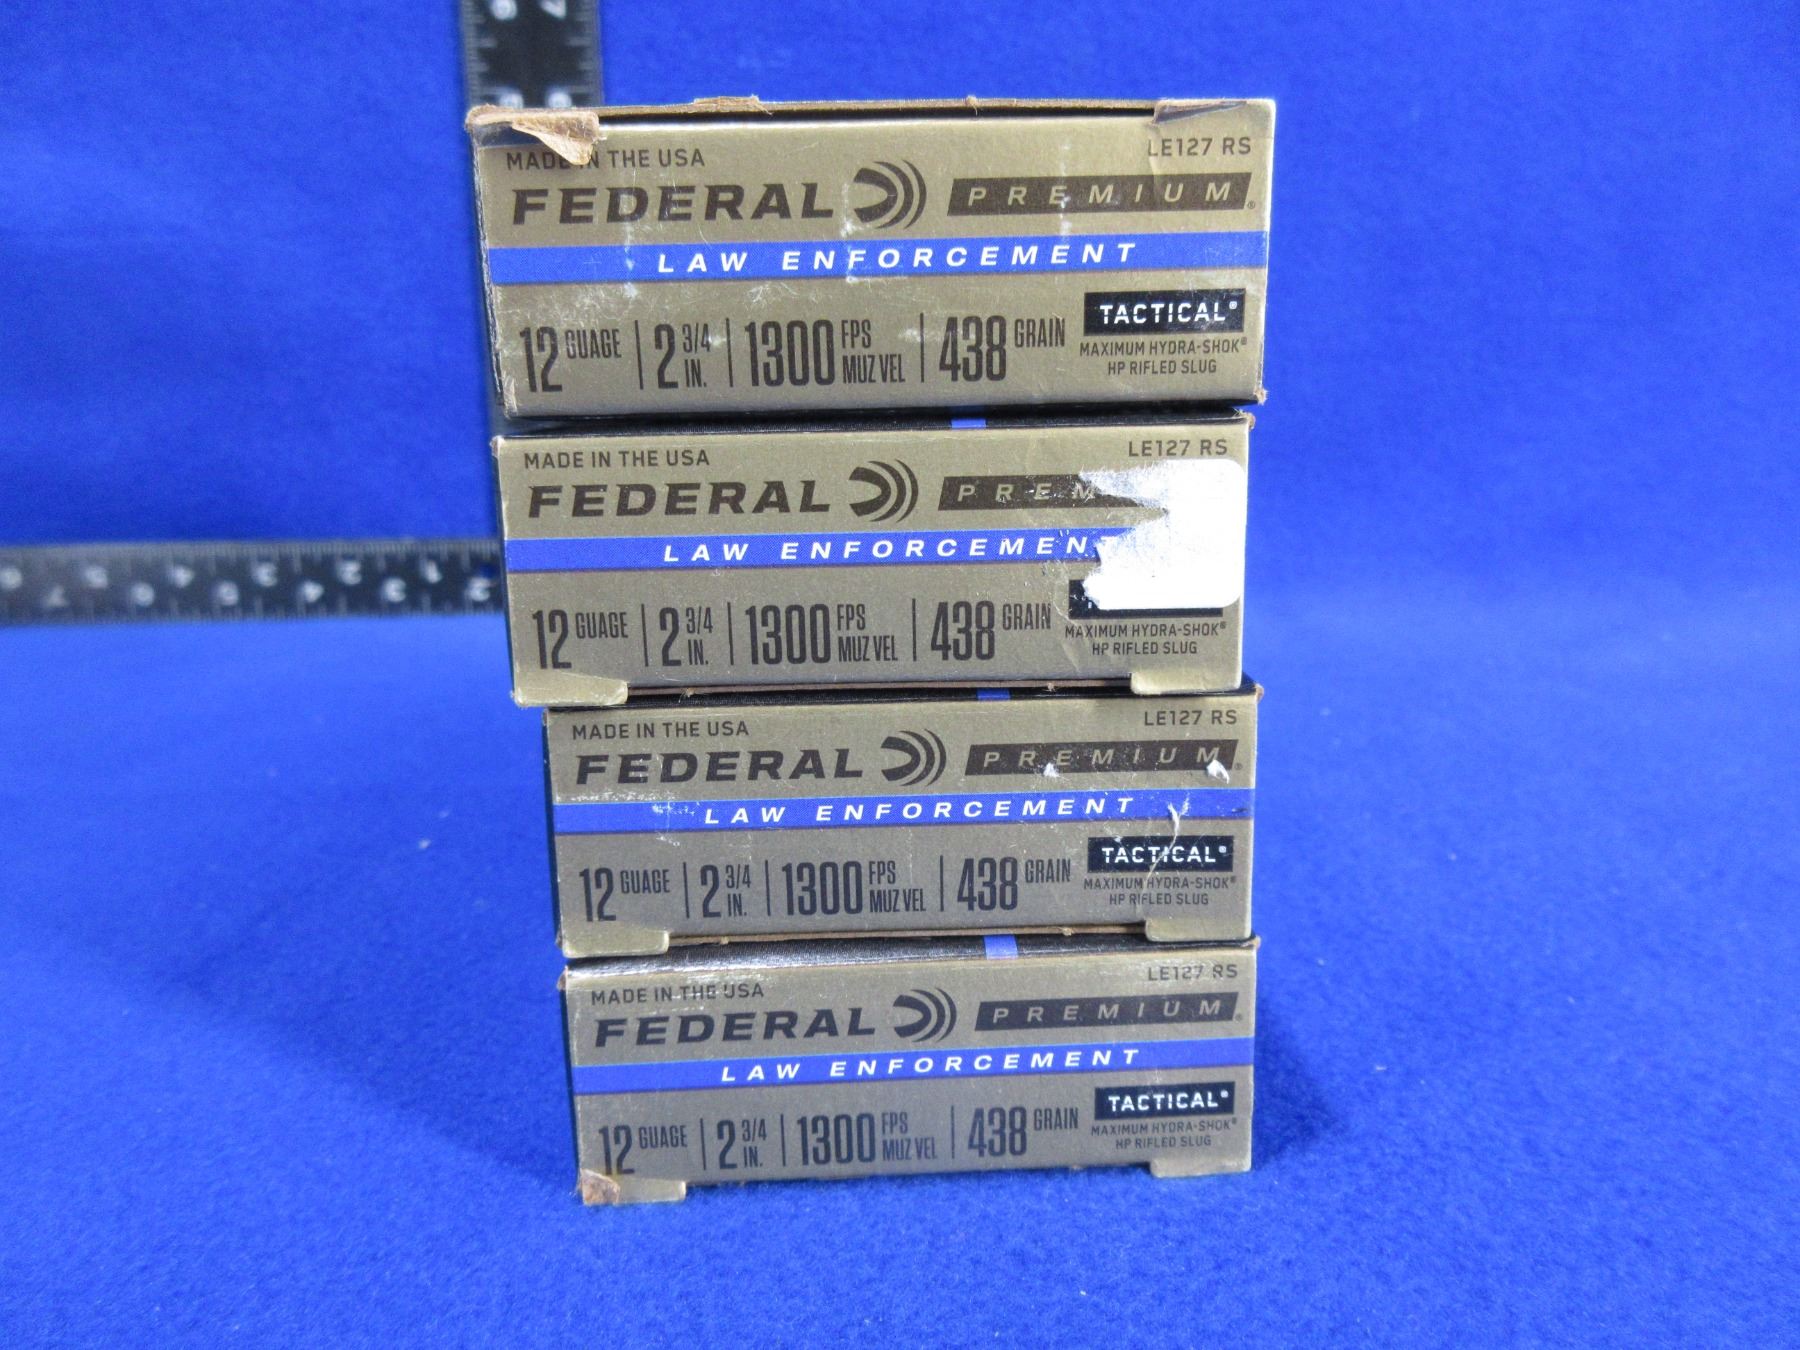 MADE IN THE USA LE127 RS
FEDERAL PREMIUM®
LAW ENFORCEMENT
12 GUAGE 2 3/4 IN. 1300 FPS MUZ VEL 438 GRAIN
TACTICAL®
MAXIMUM HYDRA-SHOK®
HP RIFLED SLUG
MADE IN THE USA LE127 RS
FEDERAL PREM
LAW ENFORCEMENT
12 GUAGE 2 3/4 IN. 1300 FPS MUZ VEL 438 GRAIN
MAXIMUM HYDRA-SHOK®
HP RIFLED SLUG
MADE IN THE USA LE127 RS
FEDERAL PREMIUM®
LAW ENFORCEMENT
12 GUAGE 2 3/4 IN. 1300 FPS MUZ VEL 438 GRAIN
TACTICAL®
MAXIMUM HYDRA-SHOK®
HP RIFLED SLUG
MADE IN THE USA LE127 RS
FEDERAL PREMIUM®
LAW ENFORCEMENT
12 GUAGE 2 3/4 IN. 1300 FPS MUZ VEL 438 GRAIN
TACTICAL®
MAXIMUM HYDRA-SHOK®
HP RIFLED SLUG